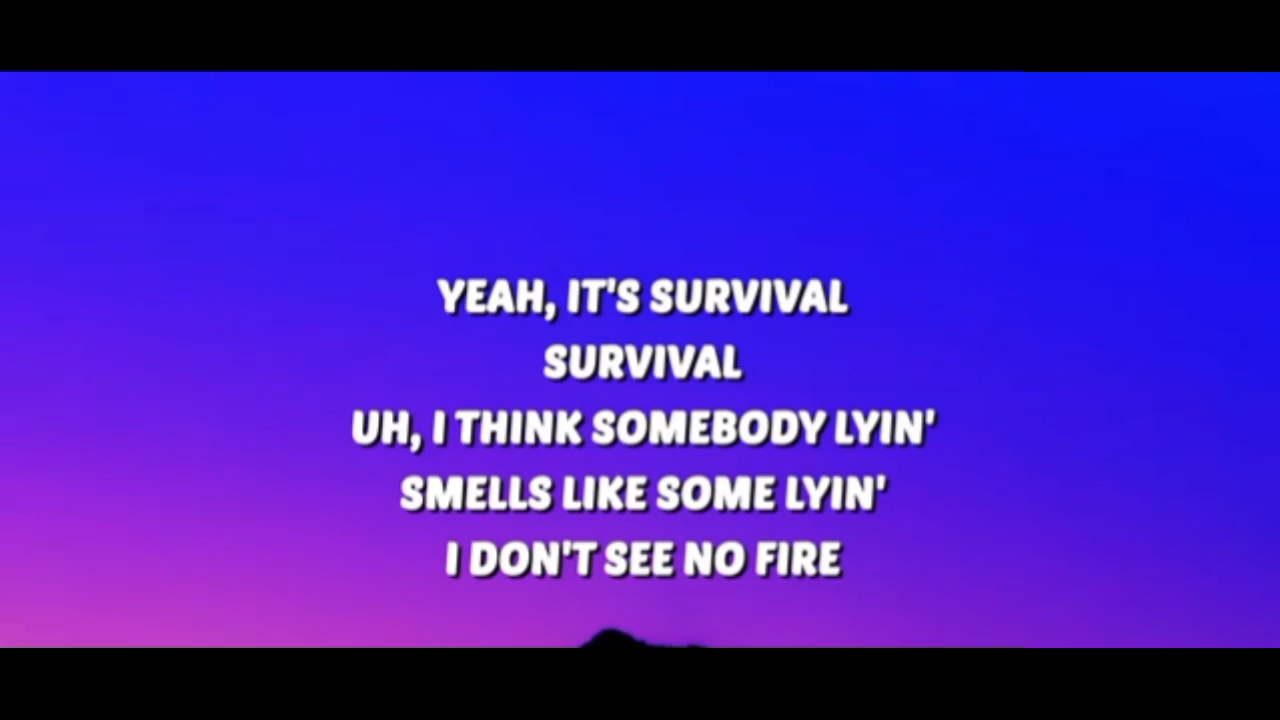 YEAH, IT'S SURVIVAL
SURVIVAL
UH, I THINK SOMEBODY LYIN'
SMELLS LIKE SOME LYIN'
I DON'T SEE NO FIRE